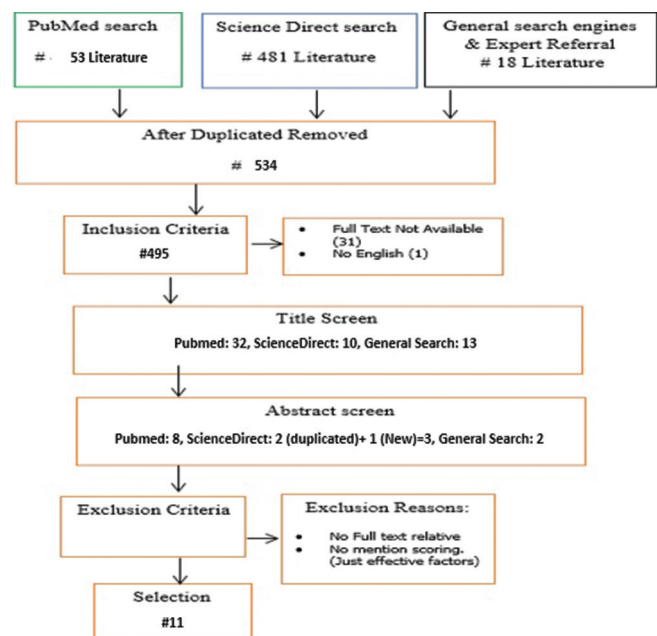 PubMed search
# 53 Literature
Science Direct search
# 481 Literature
General search engines
& Expert Referral
# 18 Literature
After Duplicated Removed
# 534
Inclusion Criteria
#495
• Full Text Not Available
(31)
• No English (1)
Title Screen
Pubmed: 32, ScienceDirect: 10, General Search: 13
Abstract screen
Pubmed: 8, ScienceDirect: 2 (duplicated)+ 1 (New)=3, General Search: 2
Exclusion Criteria
Exclusion Reasons:
• No Full text relative
• No mention scoring.
(Just effective factors)
Selection
#11